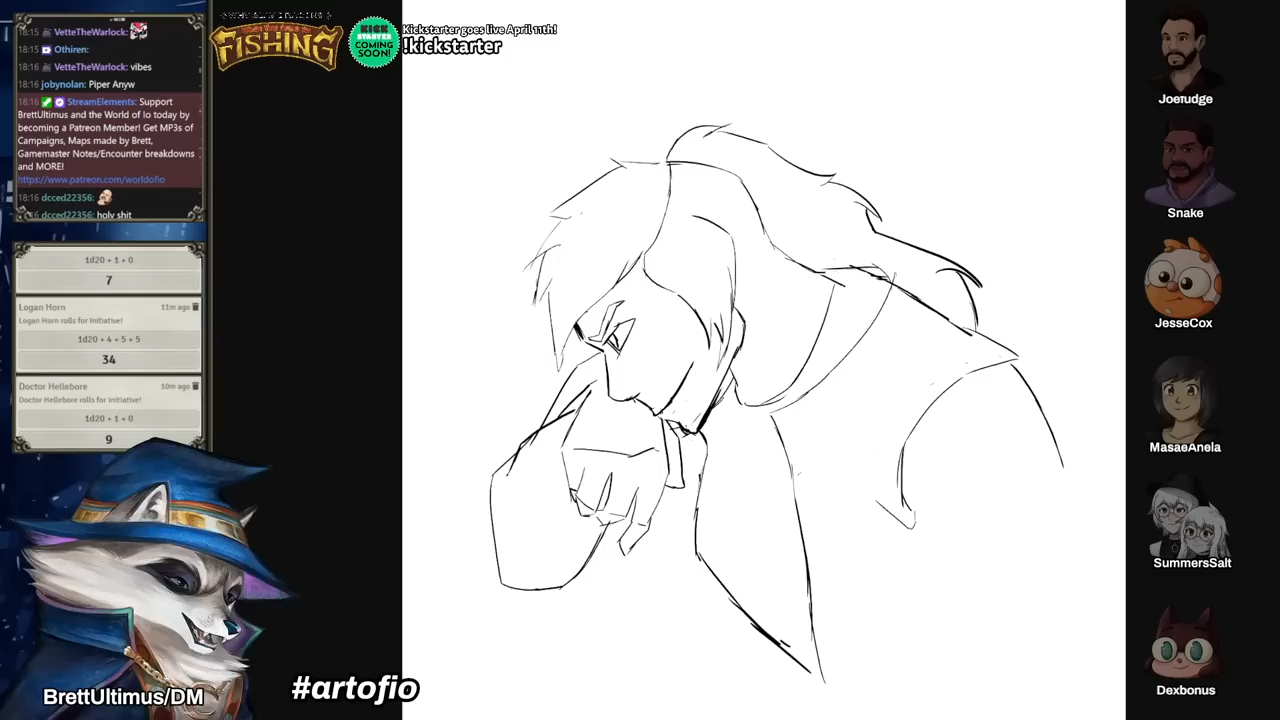 18:15 VetteTheWarlock:
18:15 Othiren:
18:16 VetteTheWarlock: vibes
18:16 jobynolan: Piper Anyw
18:16 StreamElements: Support
BrettUltimus and the World of Io today by
becoming a Patreon Member! Get MP3s of
Campaigns, Maps made by Brett,
Gamemaster Notes/Encounter breakdowns
and MORE!
https://www.patreon.com/worldofio
18:16 dcced22356:
dcced22356: holy shit
1d20 + 1 + 0
7
Logan Horn 11m ago
Logan Horn rolls for Initiative!
1d20 + 4 + 5 + 5
34
Doctor Hellebore 10m ago
Doctor Hellebore rolls for Initiative!
1d20 + 1 + 0
9
BrettUltimus/DM
#artofio
FISHING
KICK
STARTER
COMING
SOON!
Kickstarter goes live April 11th!
!kickstarter
Joefudge
Snake
JesseCox
MasaeAnela
SummersSalt
Dexbonus